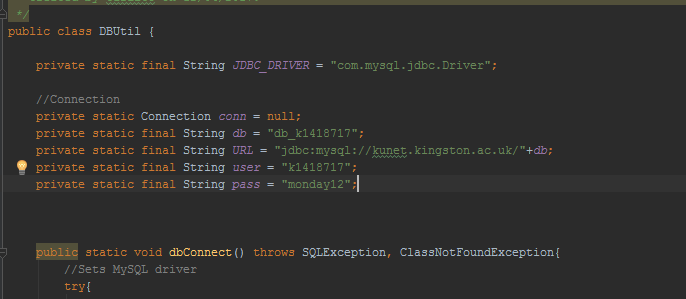 */
public class DBUtil {
private static final String JDBC_DRIVER = "com.mysql.jdbc.Driver";
//Connection
private static Connection conn = null;
private static final String db = "db_k1418717";
private static final String URL = "jdbc:mysql://kunet.kingston.ac.uk/"+db;
private static final String user = "k1418717";
private static final String pass = "monday12";
public static void dbConnect() throws SQLException, ClassNotFoundException{
//Sets MySQL driver
try{